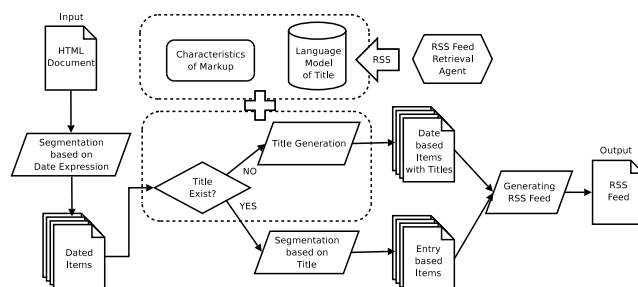 Input
HTML
Document
Characteristics
of Markup
Language
Model
of Title
RSS
RSS Feed
Retrieval
Agent
Segmentation
based on
Date Expression
Title Generation
Date
based
Items
with Titles
Title
Exist?
NO
YES
Generating
RSS Feed
Output
RSS
Feed
Dated
Items
Segmentation
based on
Title
Entry
based
Items